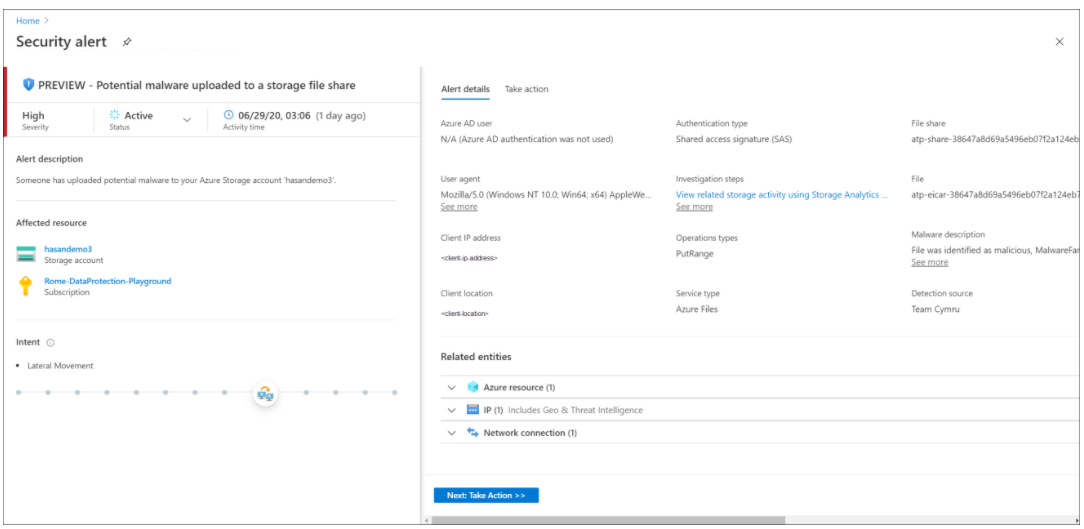 Home >
Security alert
PREVIEW - Potential malware uploaded to a storage file share
High
Severity
Active
Status
06/29/20, 03:06 (1 day ago)
Activity time
Alert description
Someone has uploaded potential malware to your Azure Storage account 'hasandemo3'.
Affected resource
hasandemo3
Storage account
Rome-DataProtection-Playground
Subscription
Intent
Lateral Movement
Alert details Take action
Azure AD user
N/A (Azure AD authentication was not used)
Authentication type
Shared access signature (SAS)
File share
atp-share-38647a8d69a5496eb07f2a124eb
User agent
Mozilla/5.0 (Windows NT 10.0; Win64; x64) AppleWe...
See more
Investigation steps
View related storage activity using Storage Analytics ...
See more
File
atp-eicar-38647a8d69a5496eb07f2a124eb7
Client IP address
<client-ip-address>
Operations types
PutRange
Malware description
File was identified as malicious, MalwareFar
See more
Client location
<client-location>
Service type
Azure Files
Detection source
Team Cymru
Related entities
Azure resource (1)
IP (1) Includes Geo & Threat Intelligence
Network connection (1)
Next: Take Action >>